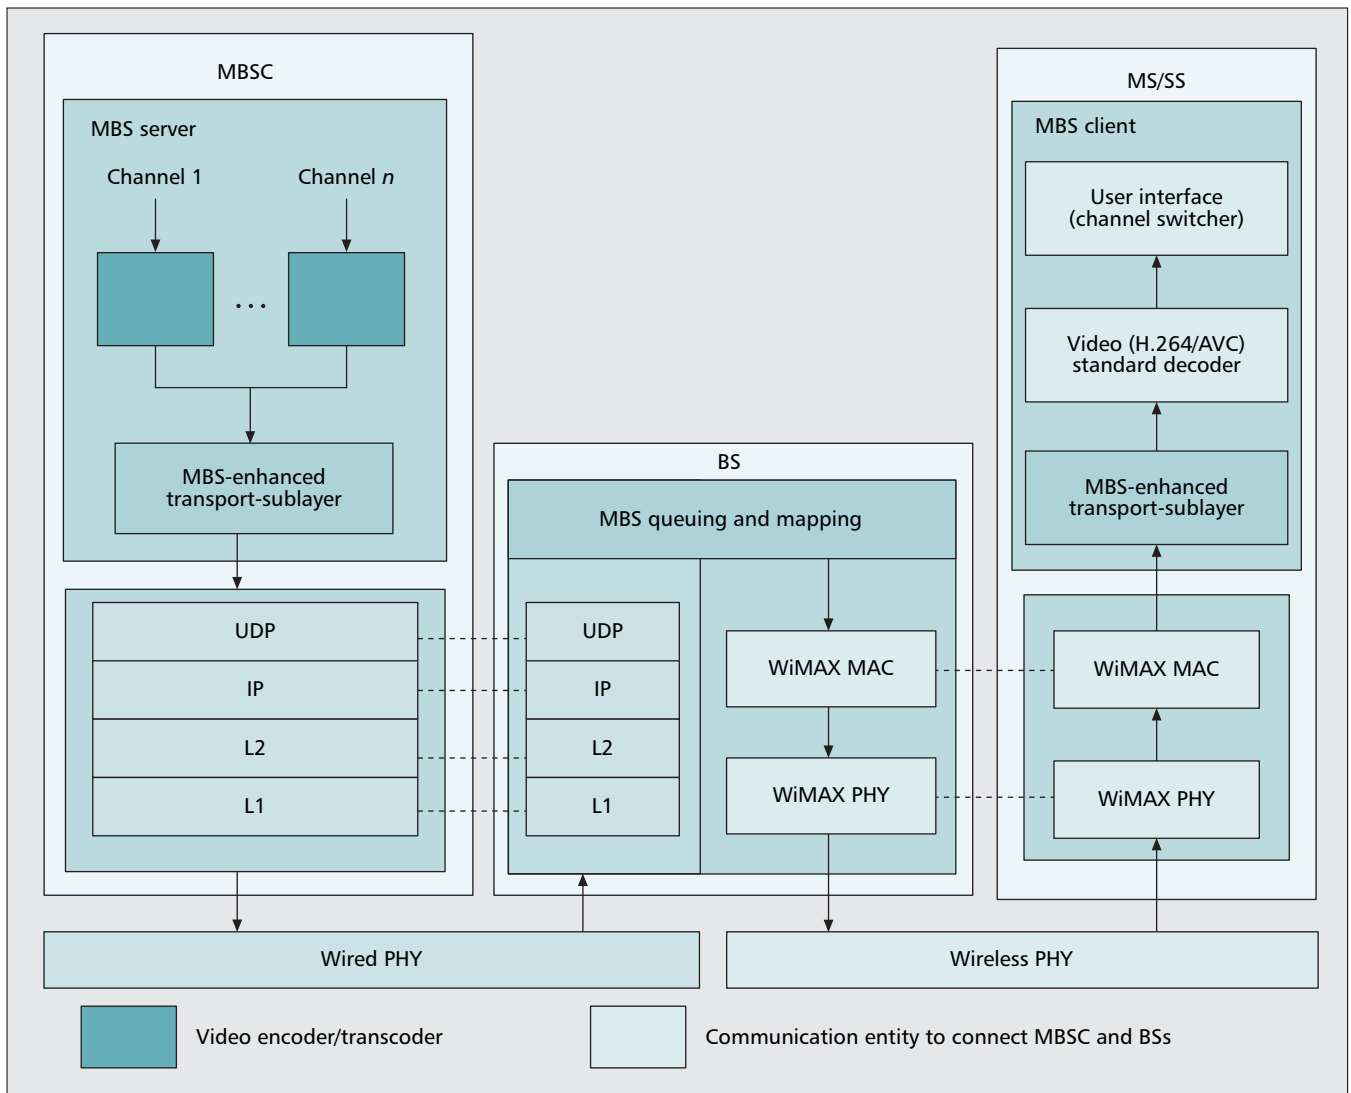 MBSC
MBS server
Channel 1
Channel n
...
MBS-enhanced
transport-sublayer
UDP
IP
L2
L1
BS
MBS queuing and mapping
UDP
IP
L2
L1
WiMAX MAC
WiMAX PHY
MS/SS
MBS client
User interface
(channel switcher)
Video (H.264/AVC)
standard decoder
MBS-enhanced
transport-sublayer
WiMAX MAC
WiMAX PHY
Wired PHY
Wireless PHY
Video encoder/transcoder
Communication entity to connect MBSC and BSs